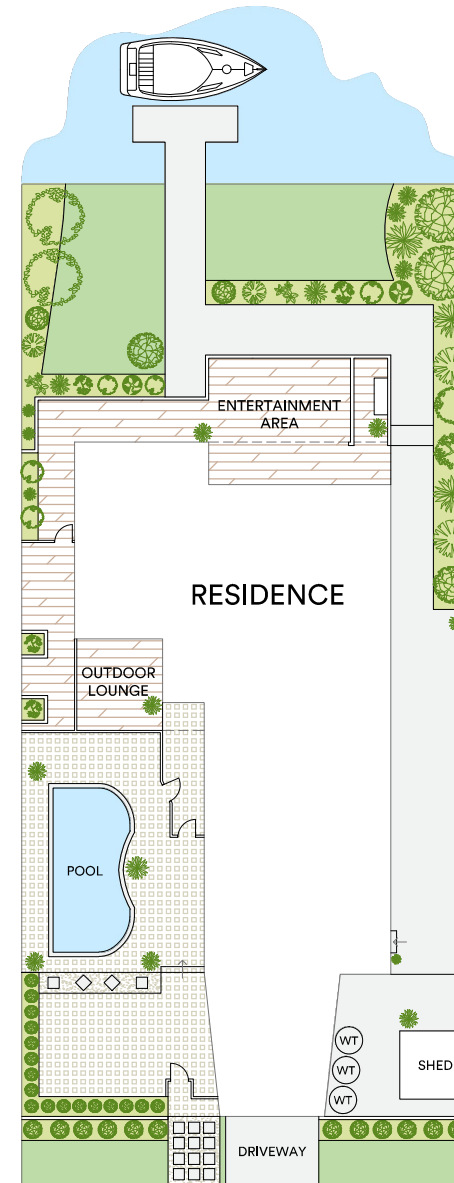 ENTERTAINMENT
AREA
RESIDENCE
OUTDOOR
LOUNGE
POOL
WT
WT
WT
SHED
DRIVEWAY